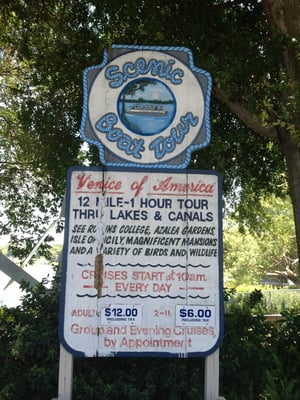 Scenic
Boat Tour
Venice of America
12 MILE-1 HOUR TOUR
THRU LAKES & CANALS
SEE ROLLINS COLLEGE, AZALEA GARDENS,
ISLE OF SICILY, MAGNIFICENT MANSIONS
AND A VARIETY OF BIRDS AND WILDLIFE
CRUISES START at 10am
EVERY DAY
ADULTS $12.00 2-11 $6.00
INCLUDING TAX INCLUDING TAX
Group and Evening Cruises
by Appointment